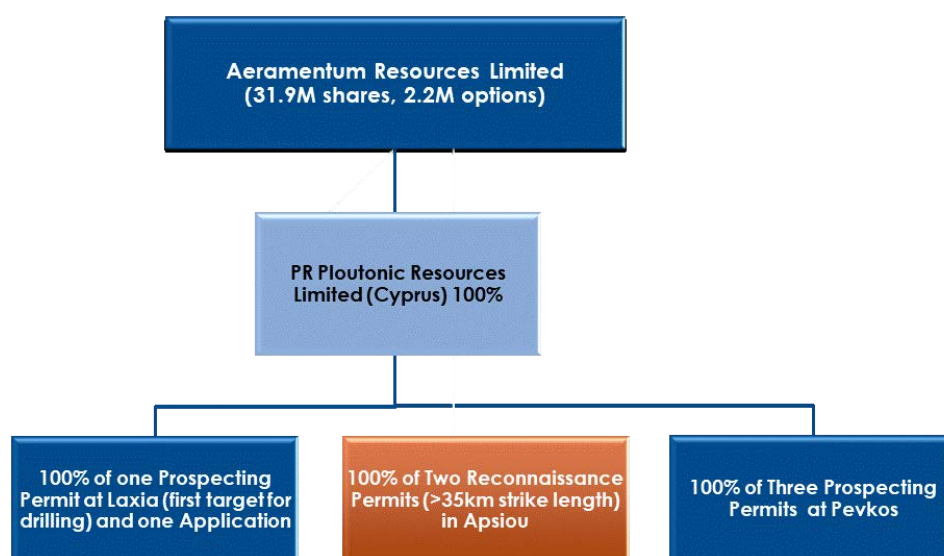 Aeramentum Resources Limited
(31.9M shares, 2.2M options)
PR Ploutonic Resources
Limited (Cyprus) 100%
100% of one Prospecting
Permit at Laxia (first target for
drilling) and one Application
100% of Two Reconnaissance
Permits (>35km strike length)
in Apsiou
100% of Three Prospecting
Permits at Pevkos